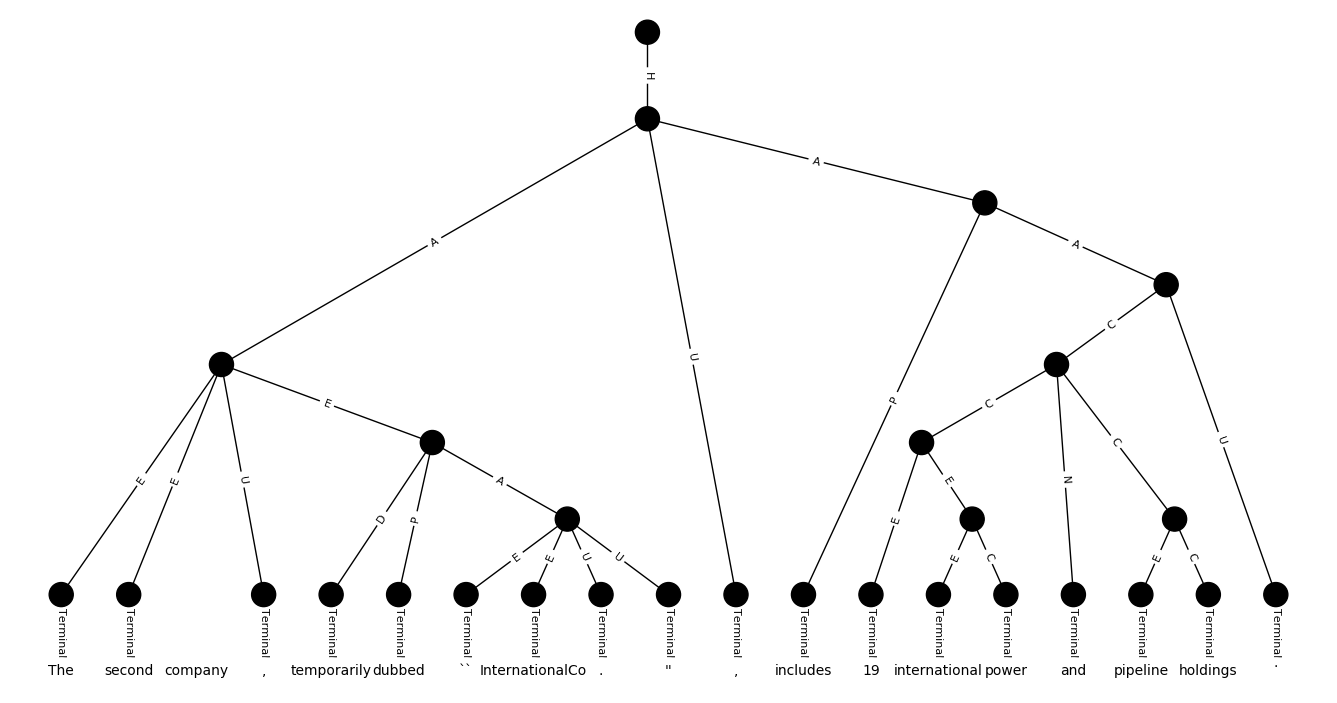 H
A
A
A
C
U
E
E
U
E
U
P
C
N
C
D
P
A
E
E
E
E
U
U
E
C
E
C
Terminal Terminal Terminal Terminal Terminal Terminal Terminal Terminal Terminal Terminal Terminal Terminal Terminal Terminal Terminal Terminal Terminal Terminal
The second company , temporarily dubbed `` InternationalCo . " , includes 19 international power and pipeline holdings .